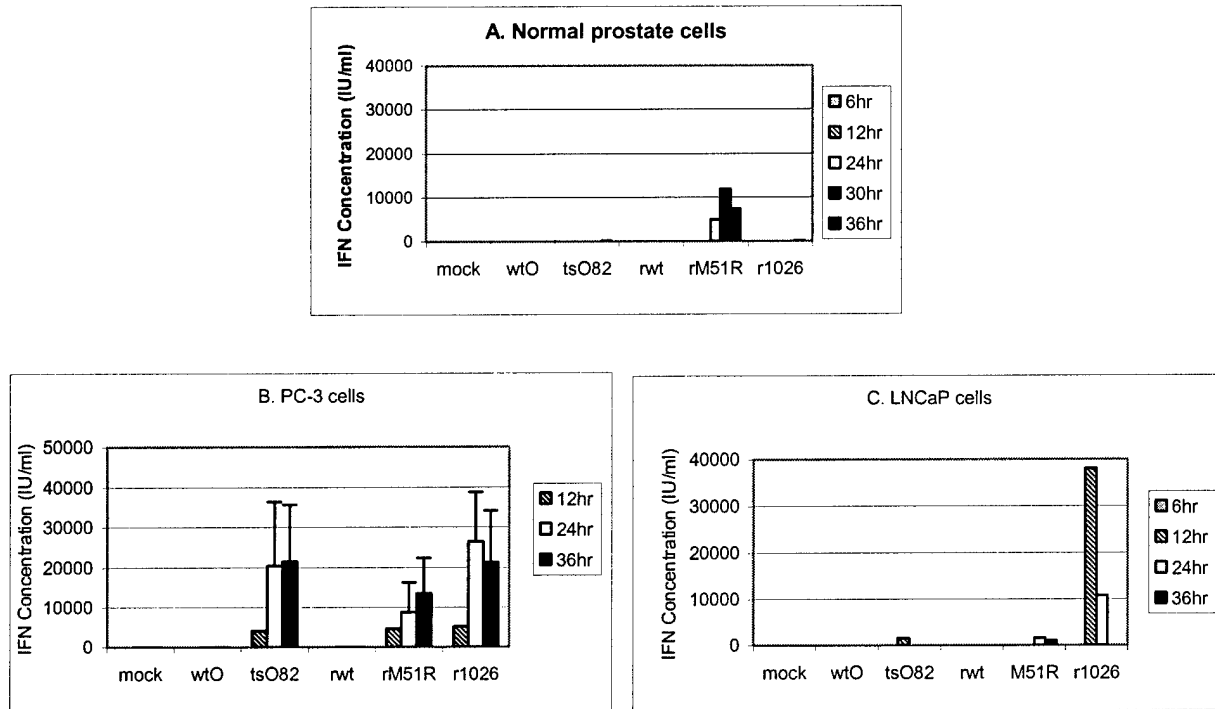 A. Normal prostate cells
IFN Concentration (IU/ml)
40000
30000
20000
10000
0
mock wtO tsO82 rwt rM51R r1026
6hr
12hr
24hr
30hr
36hr
B. PC-3 cells
IFN Concentration (IU/ml)
50000
40000
30000
20000
10000
0
mock wtO tsO82 rwt rM51R r1026
12hr
24hr
36hr
C. LNCaP cells
IFN Concentration (IU/ml)
40000
30000
20000
10000
0
mock wtO tsO82 rwt M51R r1026
6hr
12hr
24hr
36hr